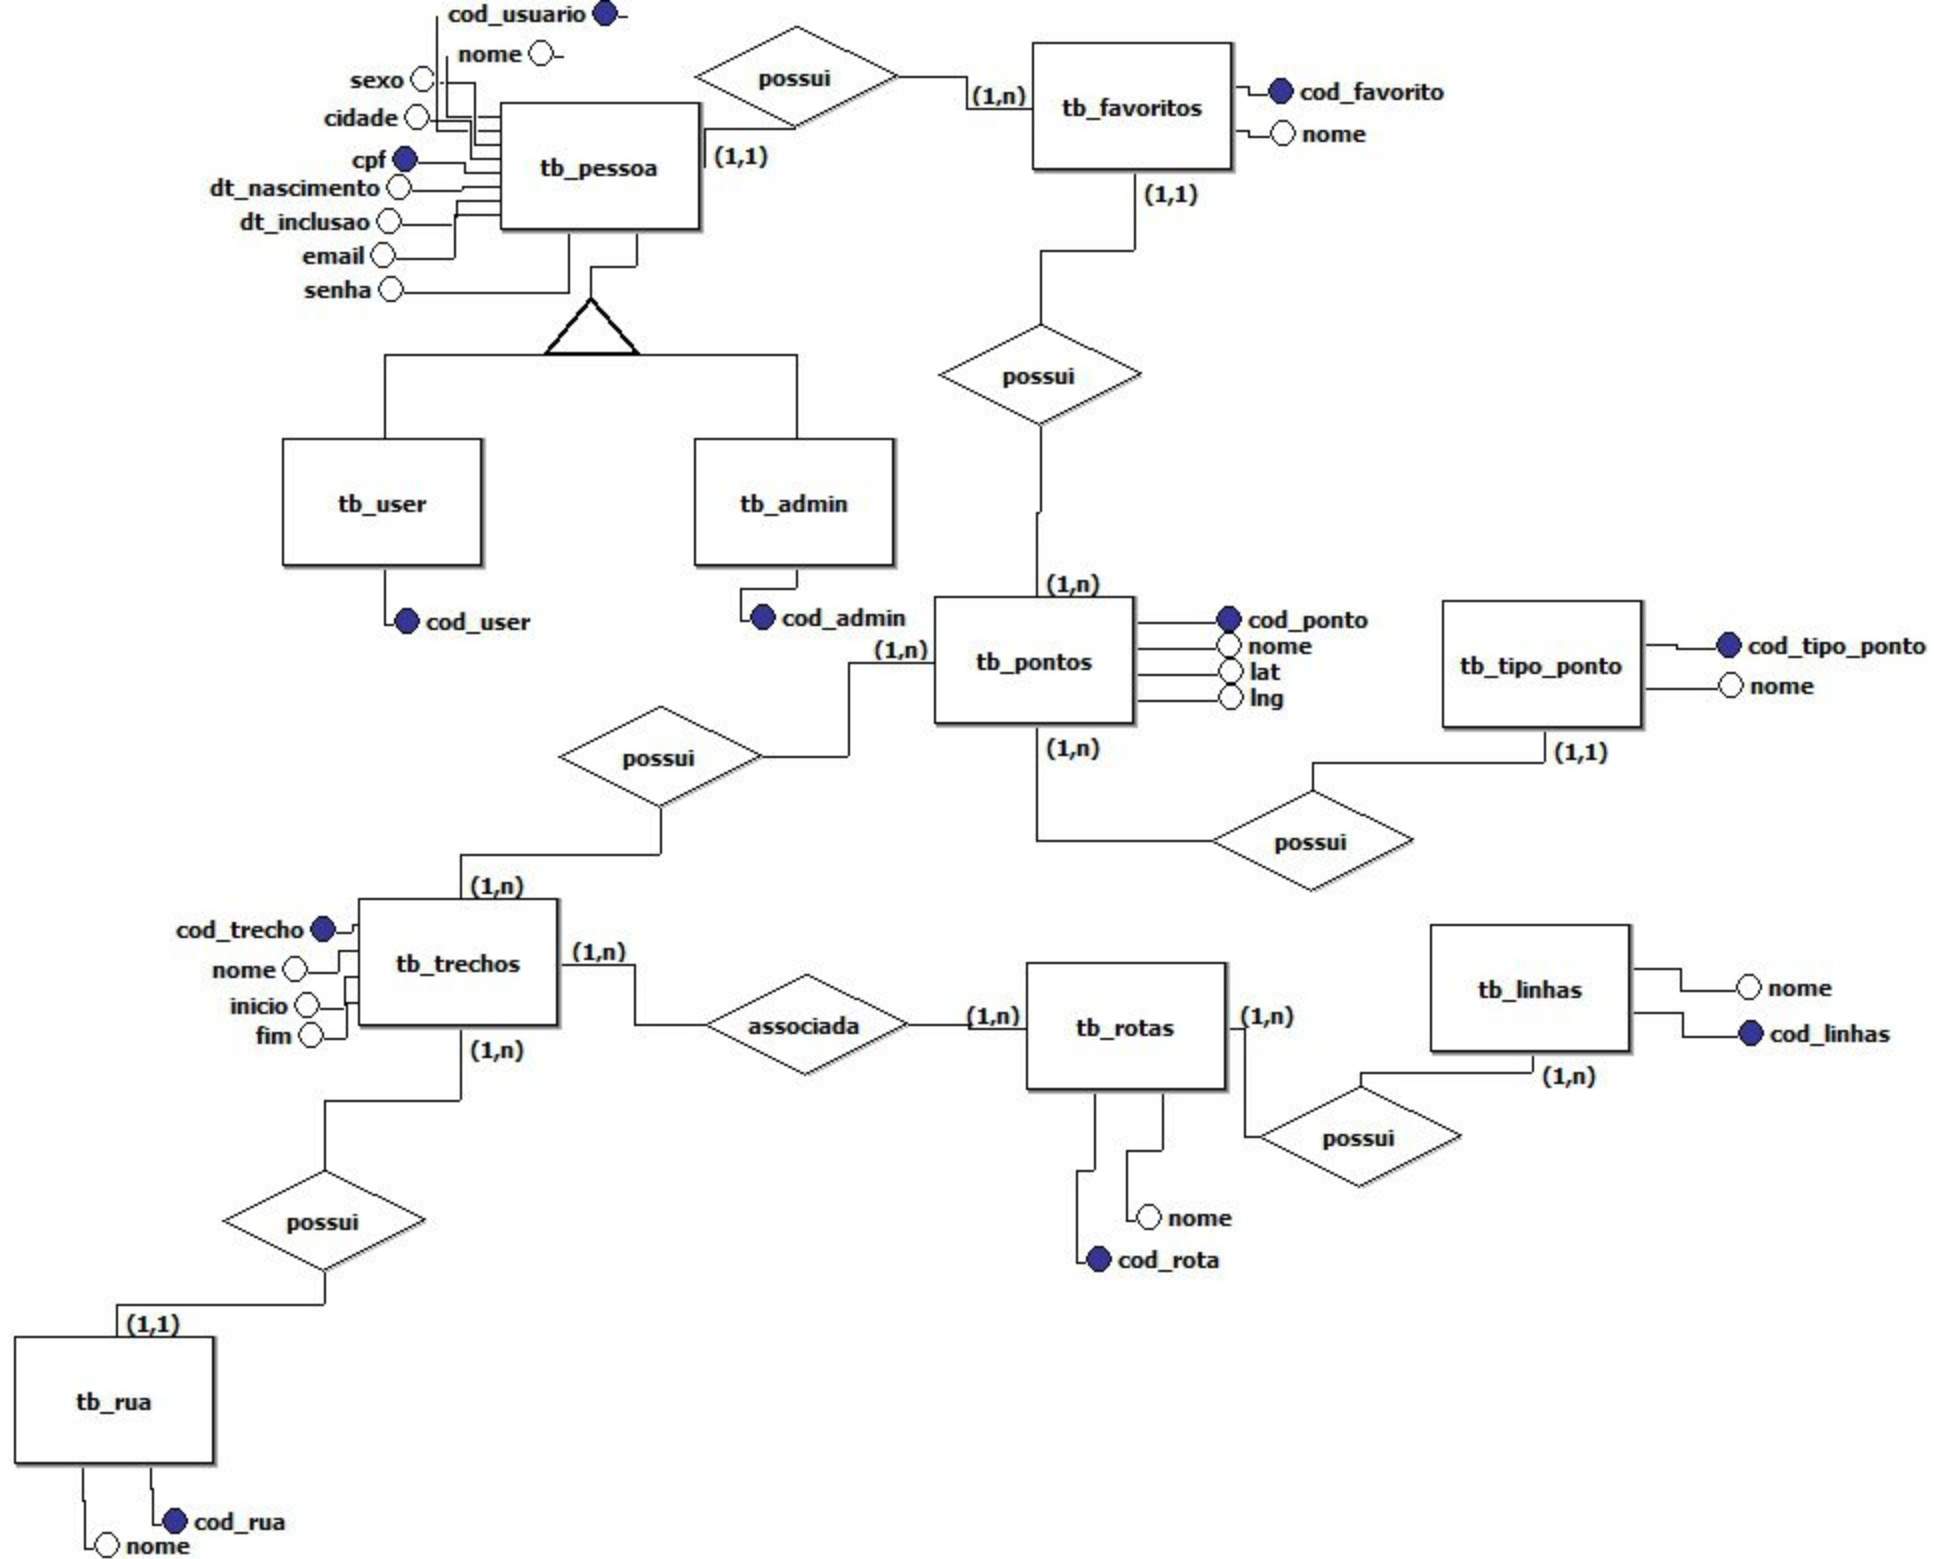 cod_usuario
nome
sexo
cidade
cpf
dt_nascimento
dt_inclusao
email
senha
tb_pessoa
(1,1)
possui
(1,n)
tb_favoritos
cod_favorito
nome
(1,1)
possui
(1,n)
tb_user
cod_user
tb_admin
cod_admin
tb_pontos
cod_ponto
nome
lat
lng
(1,n)
(1,n)
tb_tipo_ponto
cod_tipo_ponto
nome
(1,1)
possui
possui
(1,n)
tb_trechos
cod_trecho
nome
inicio
fim
(1,n)
(1,n)
associada
(1,n)
tb_rotas
(1,n)
nome
cod_rota
tb_linhas
nome
cod_linhas
(1,n)
possui
possui
(1,1)
tb_rua
cod_rua
nome